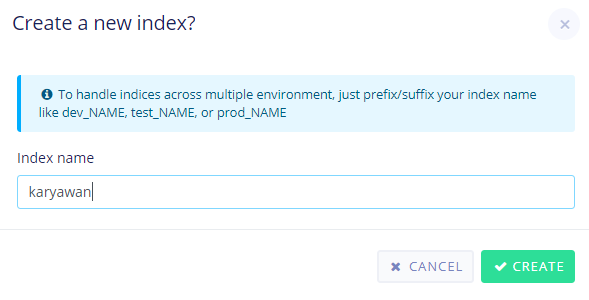 Create a new index?
To handle indices across multiple environment, just prefix/suffix your index name
like dev_NAME, test_NAME, or prod_NAME
Index name
karyawan
CANCEL
CREATE